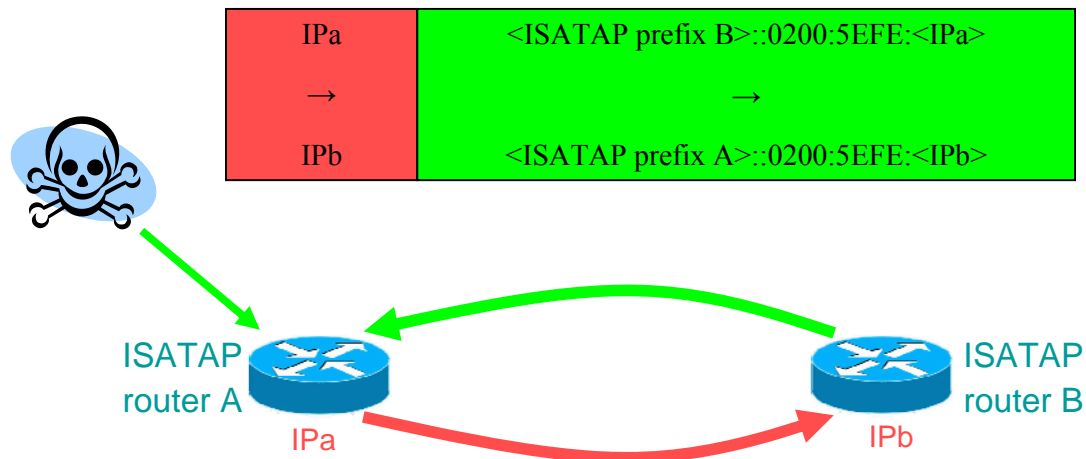 IPa <ISATAP prefix B>::0200:5EFE:<IPa>
→ →
IPb <ISATAP prefix A>::0200:5EFE:<IPb>
ISATAP
router A
IPa
ISATAP
router B
IPb